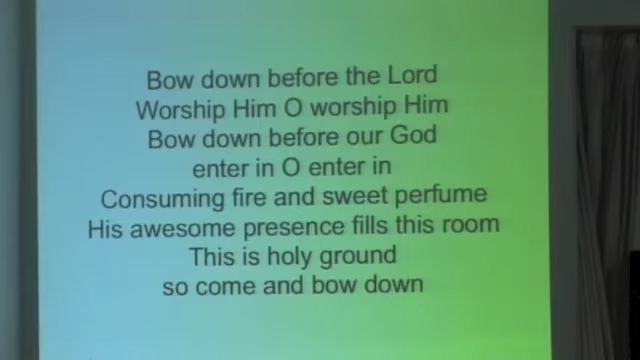 Bow down before the Lord
Worship Him O worship Him
Bow down before our God
enter in O enter in
Consuming fire and sweet perfume
His awesome presence fills this room
This is holy ground
so come and bow down